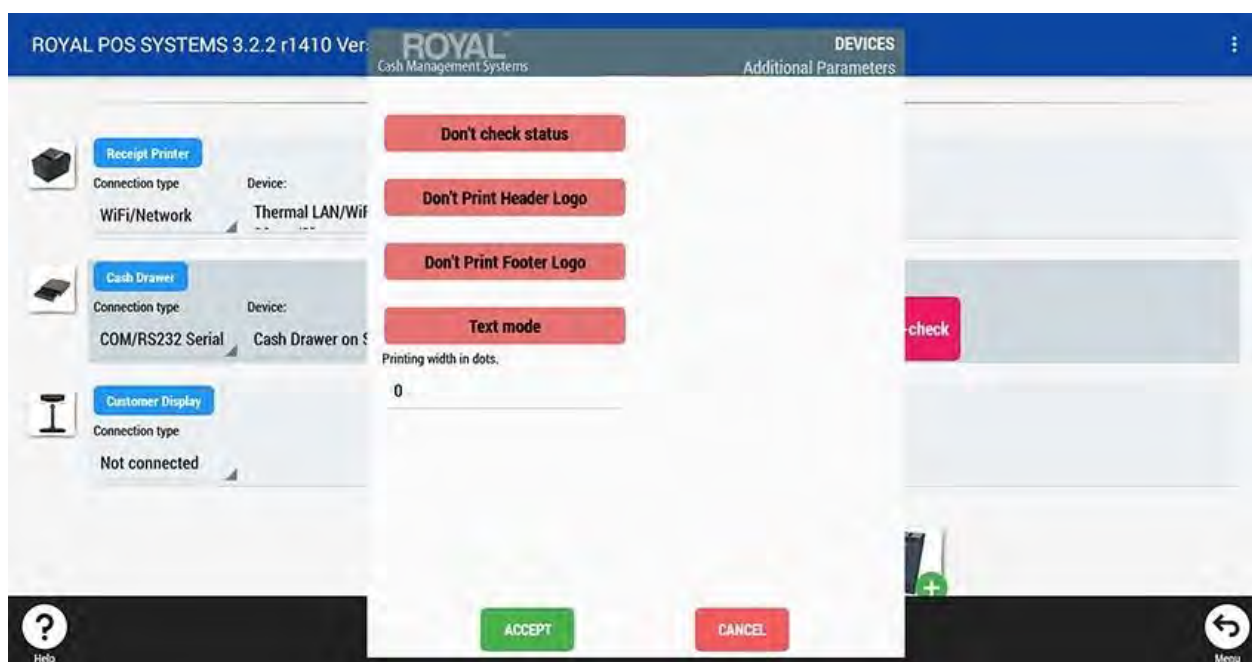 ROYAL POS SYSTEMS 3.2.2 r1410 Ver
ROYAL
Cash Management Systems
DEVICES
Additional Parameters
Don't check status
Don't Print Header Logo
Don't Print Footer Logo
Text mode
Printing width in dots.
0
ACCEPT
CANCEL
Receipt Printer
Connection type
Device:
WiFi/Network
Thermal LAN/Wif
Cash Drawer
Connection type
Device:
COM/RS232 Serial
Cash Drawer on S
-check
Customer Display
Connection type
Not connected
?
Help
Menu